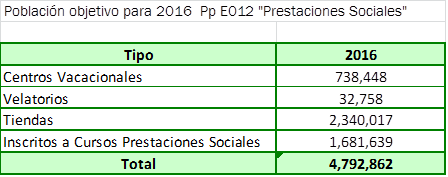 Población objetivo para 2016  Pp E012 "Prestaciones Sociales"
Tipo 2016
Centros Vacacionales 738,448
Velatorios 32,758
Tiendas 2,340,017
Inscritos a Cursos Prestaciones Sociales 1,681,639
Total 4,792,862